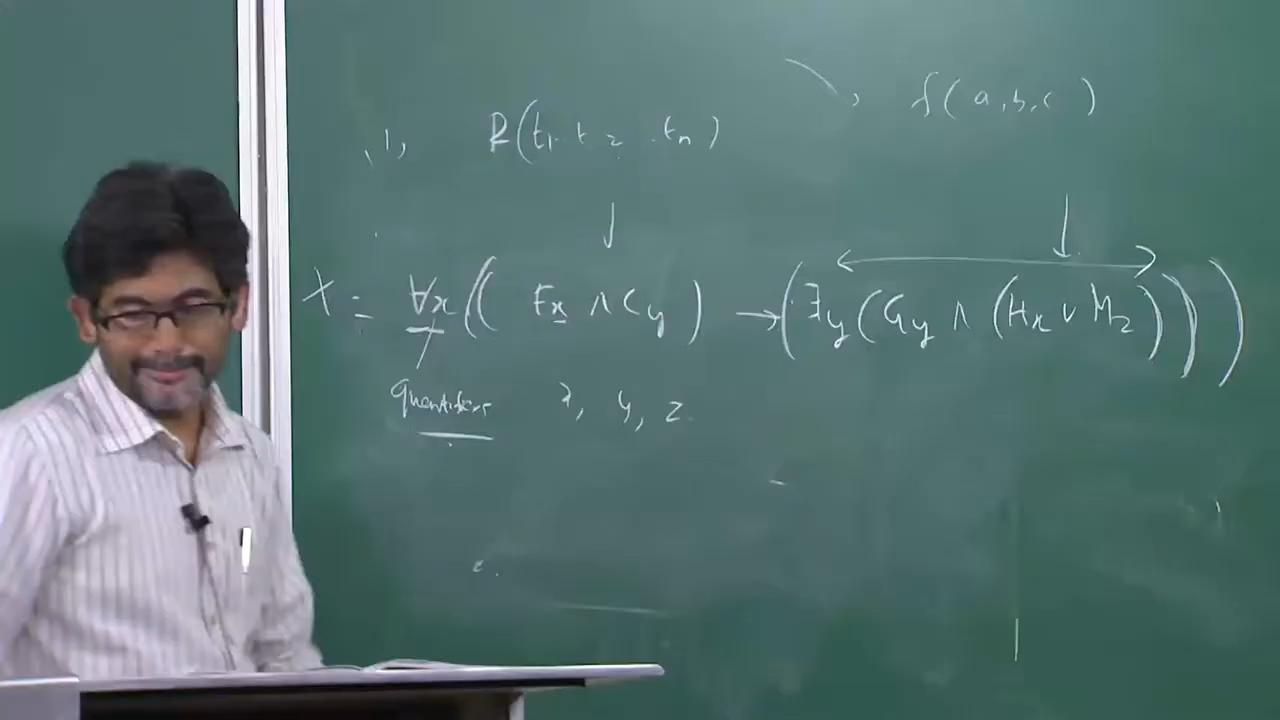 f(a,b,c)
R(t₁, t₂ .tₙ)
X = ∀x((Fx ∧ Cy) → (∃y(Gy ∧ (Hx ∨ Mz))))
Quantifiers x, y, z.